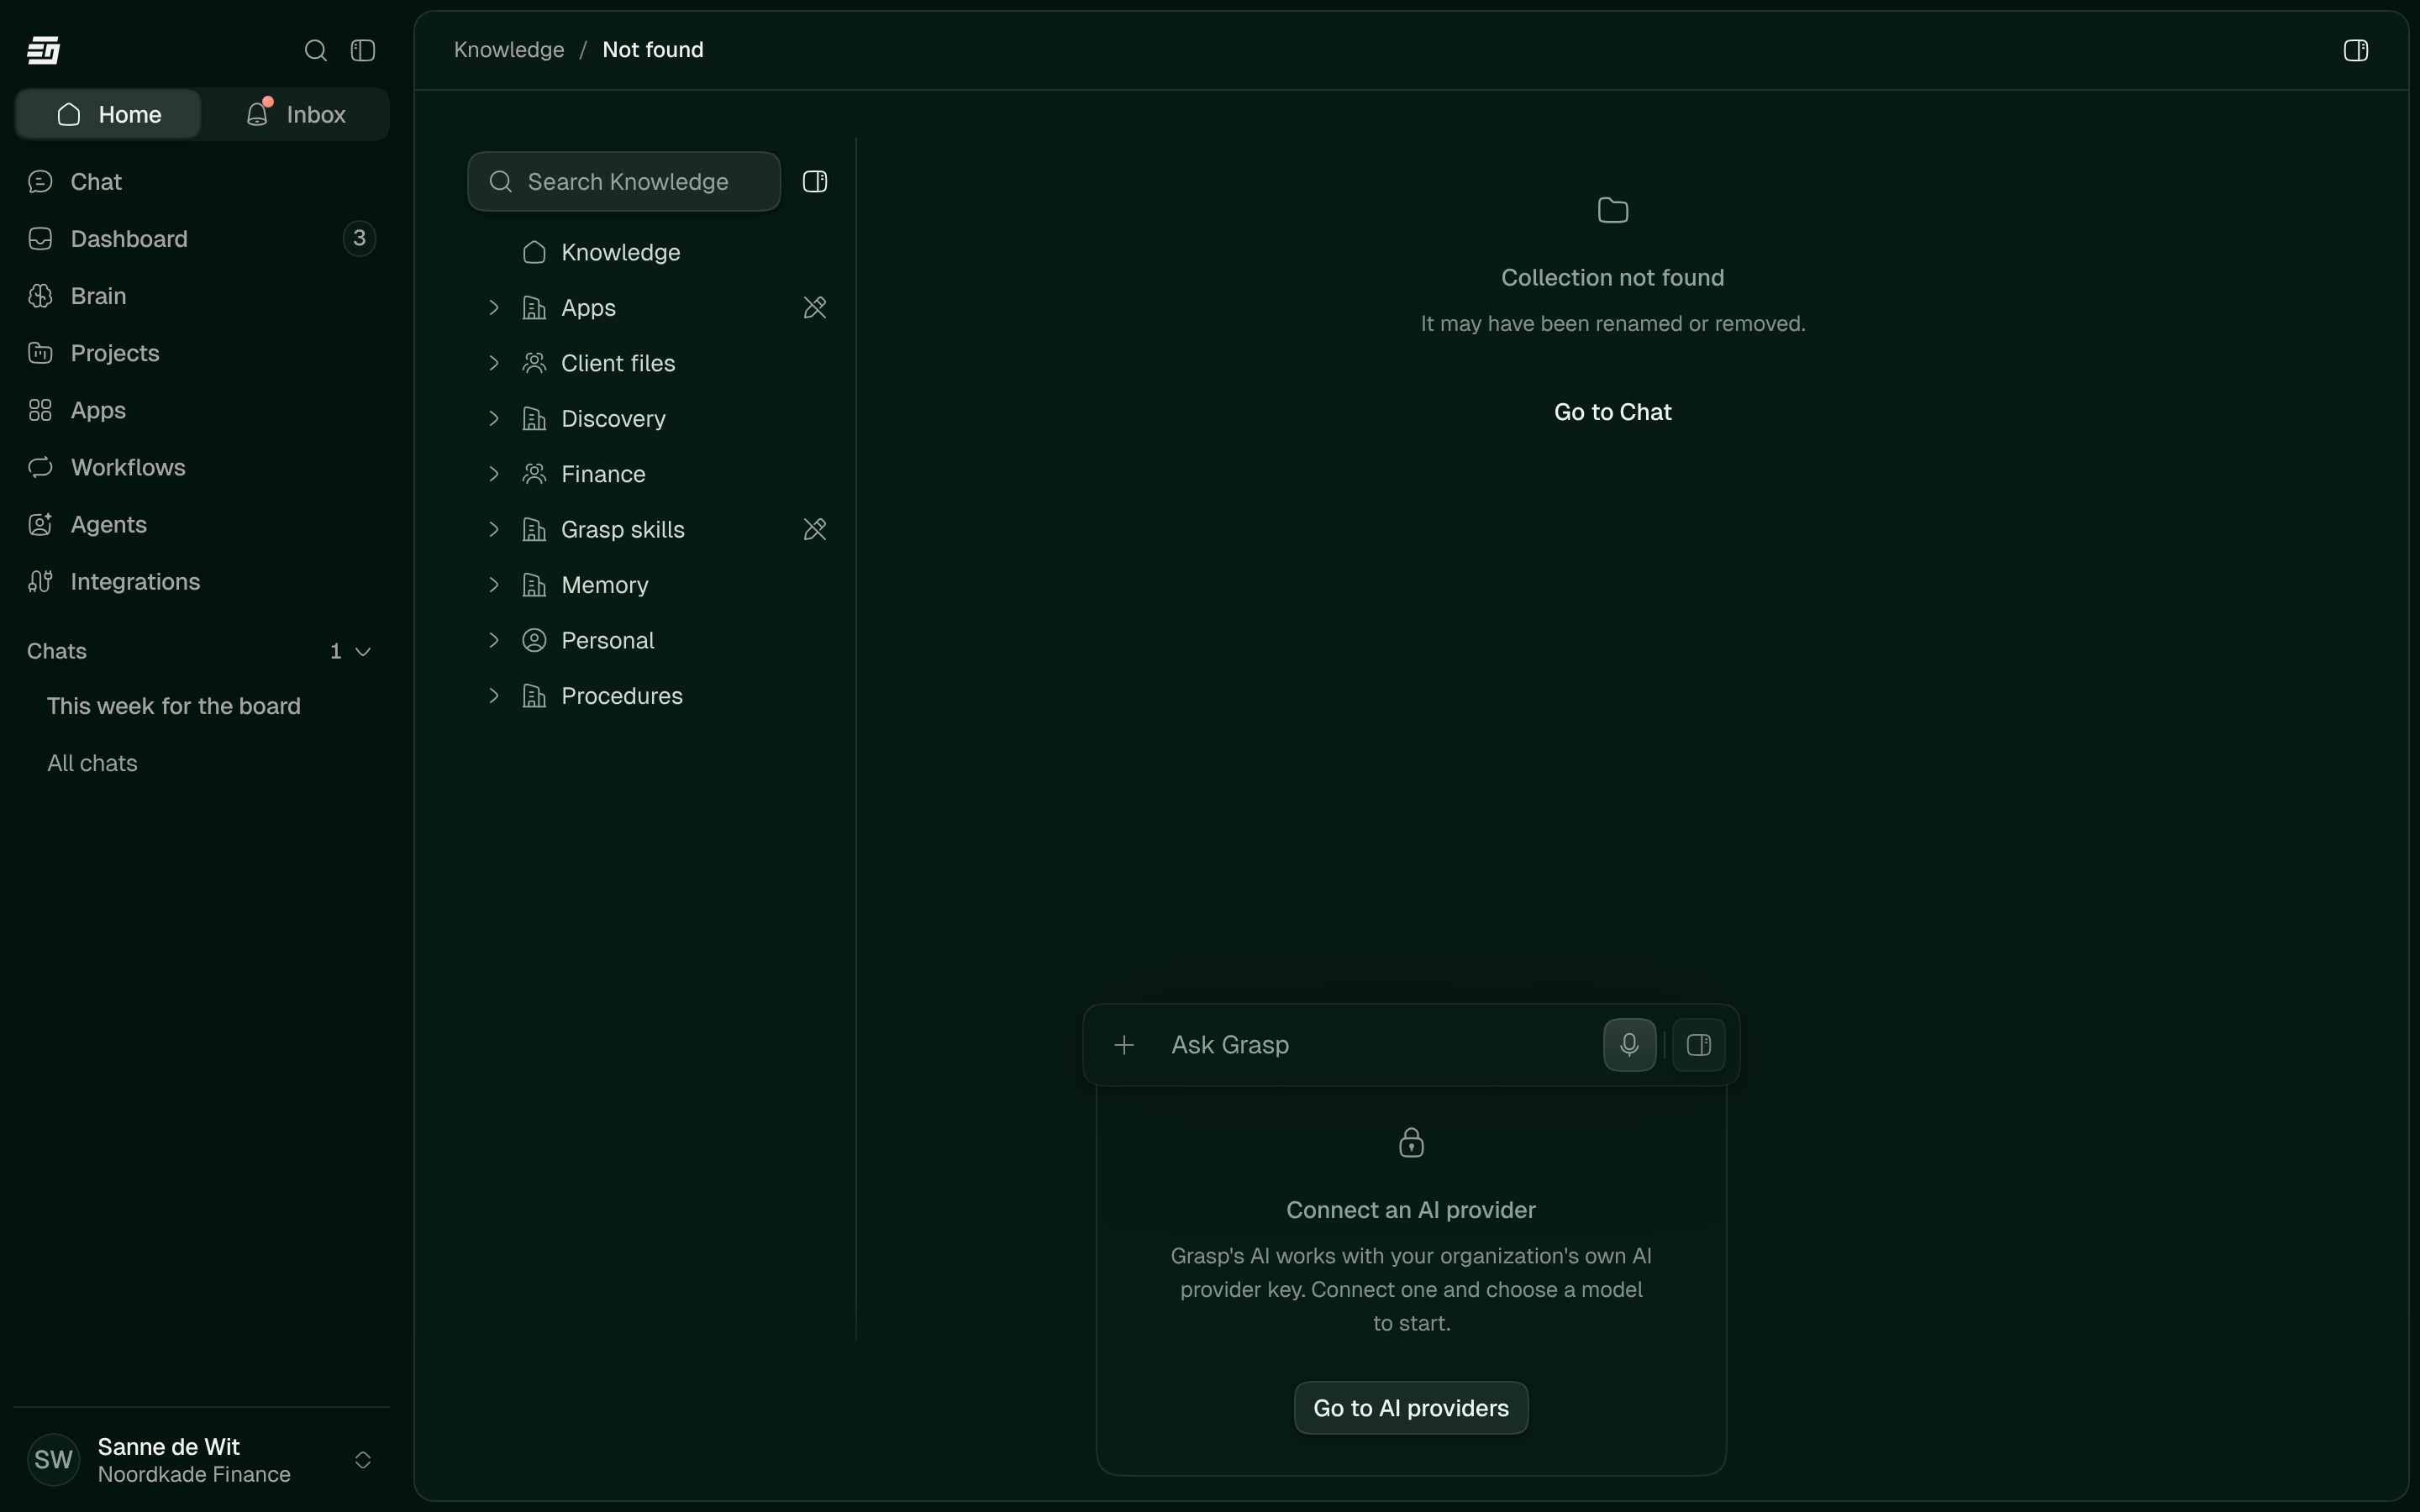 Home
Inbox
Chat
Dashboard
3
Brain
Projects
Apps
Workflows
Agents
Integrations
Chats
1
This week for the board
All chats
SW
Sanne de Wit
Noordkade Finance
Knowledge / Not found
Search Knowledge
Knowledge
Apps
Client files
Discovery
Finance
Grasp skills
Memory
Personal
Procedures
Collection not found
It may have been renamed or removed.
Go to Chat
Ask Grasp
Connect an AI provider
Grasp's AI works with your organization's own AI
provider key. Connect one and choose a model
to start.
Go to AI providers